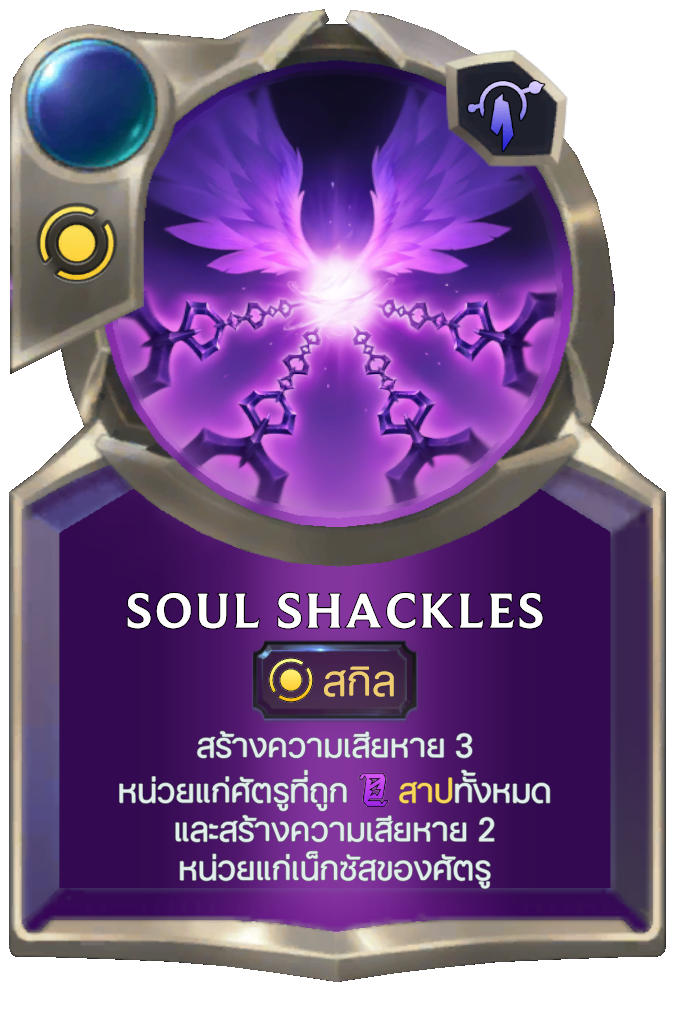 SOUL SHACKLES
สกิล
สร้างความเสียหาย 3
หน่วยแก่ศัตรูที่ถูก สาปทั้งหมด
และสร้างความเสียหาย 2
หน่วยแก่เน็กซัสของศัตรู